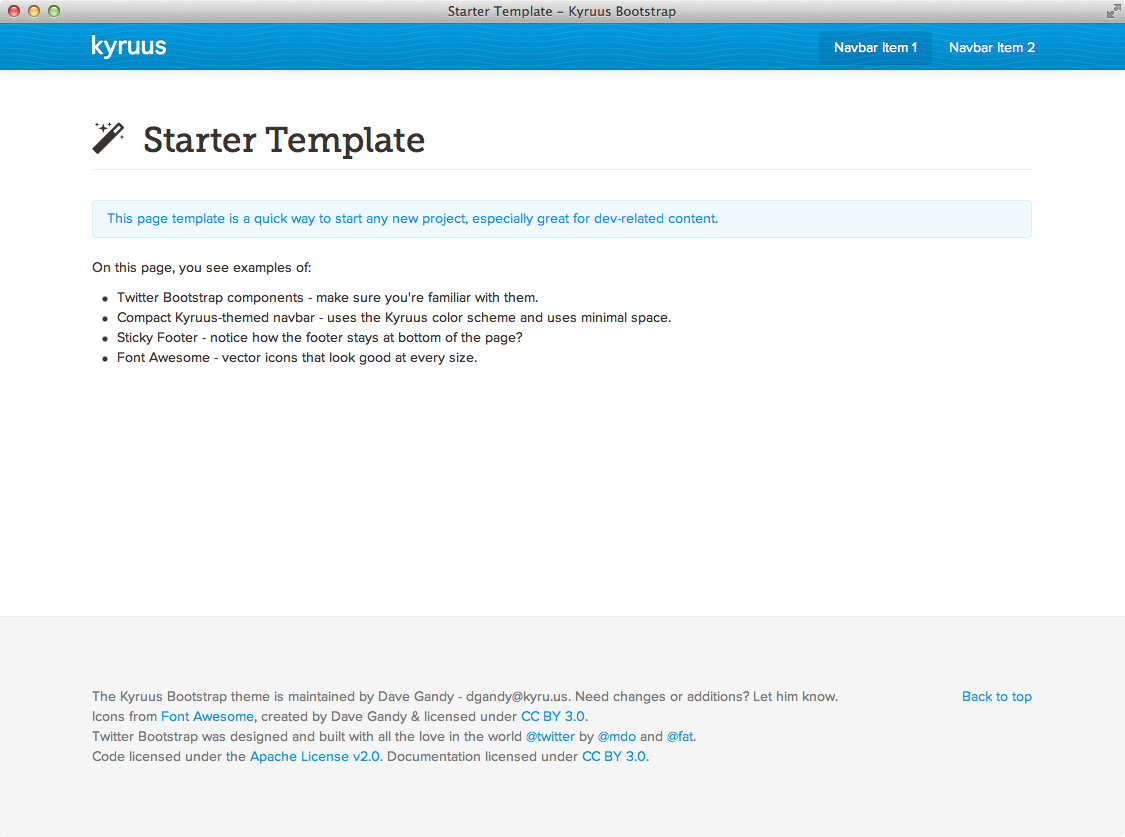 Starter Template – Kyruus Bootstrap
kyruus
Navbar Item 1
Navbar Item 2
Starter Template
This page template is a quick way to start any new project, especially great for dev-related content.
On this page, you see examples of:
Twitter Bootstrap components - make sure you're familiar with them.
Compact Kyruus-themed navbar - uses the Kyruus color scheme and uses minimal space.
Sticky Footer - notice how the footer stays at bottom of the page?
Font Awesome - vector icons that look good at every size.
The Kyruus Bootstrap theme is maintained by Dave Gandy - dgandy@kyru.us. Need changes or additions? Let him know.
Back to top
Icons from Font Awesome, created by Dave Gandy & licensed under CC BY 3.0.
Twitter Bootstrap was designed and built with all the love in the world @twitter by @mdo and @fat.
Code licensed under the Apache License v2.0. Documentation licensed under CC BY 3.0.